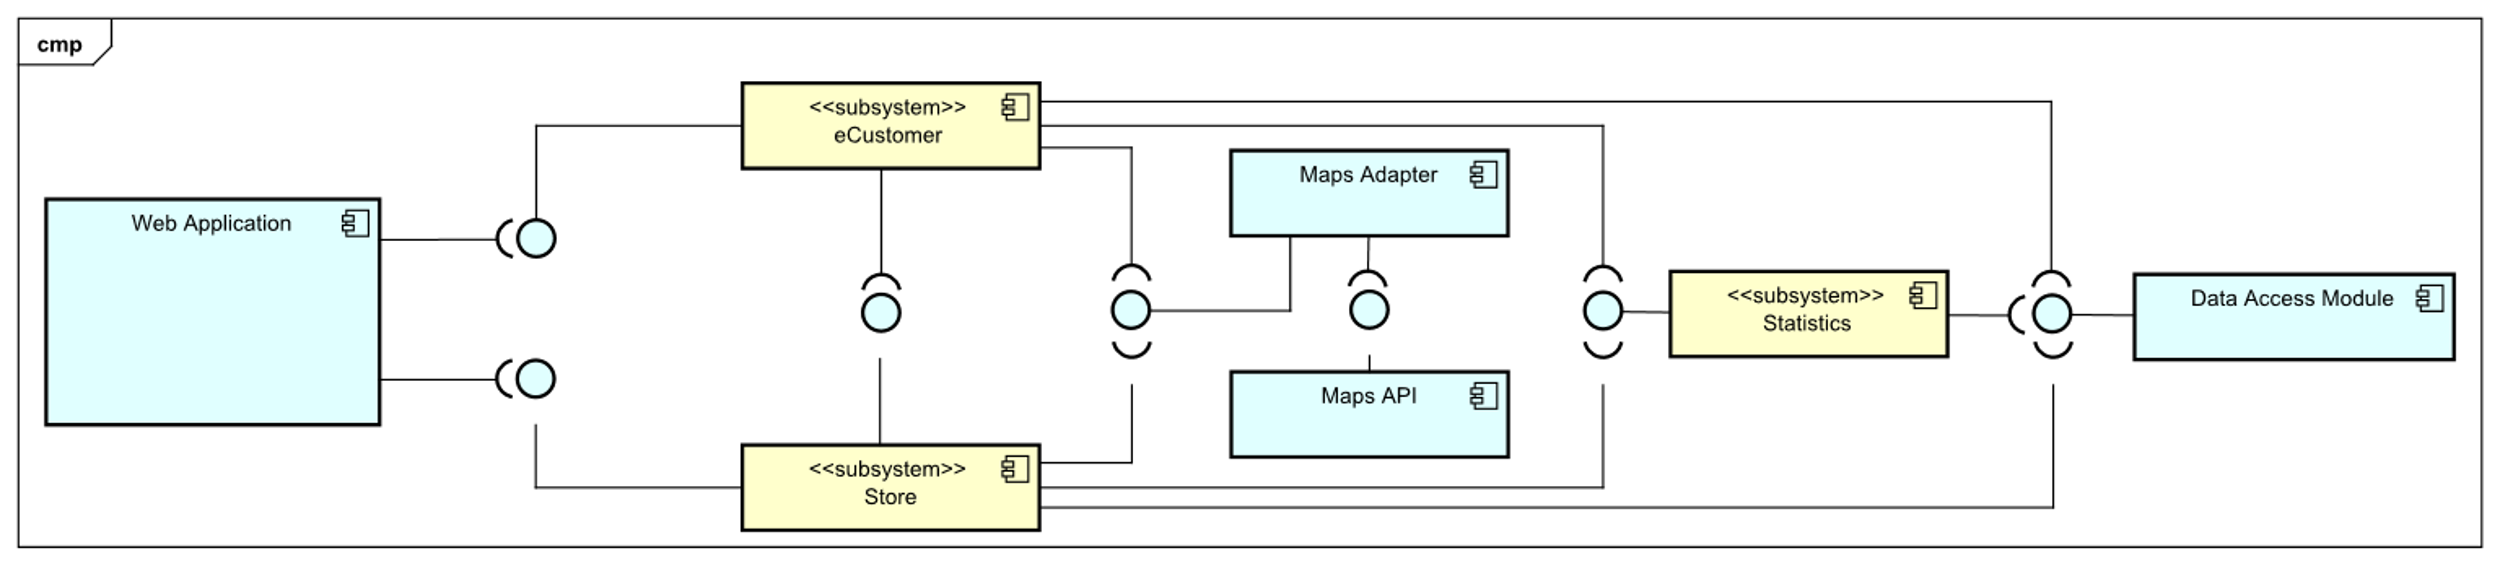 cmp
<<subsystem>>
eCustomer
Maps Adapter
Web Application
<<subsystem>>
Statistics
Data Access Module
Maps API
<<subsystem>>
Store